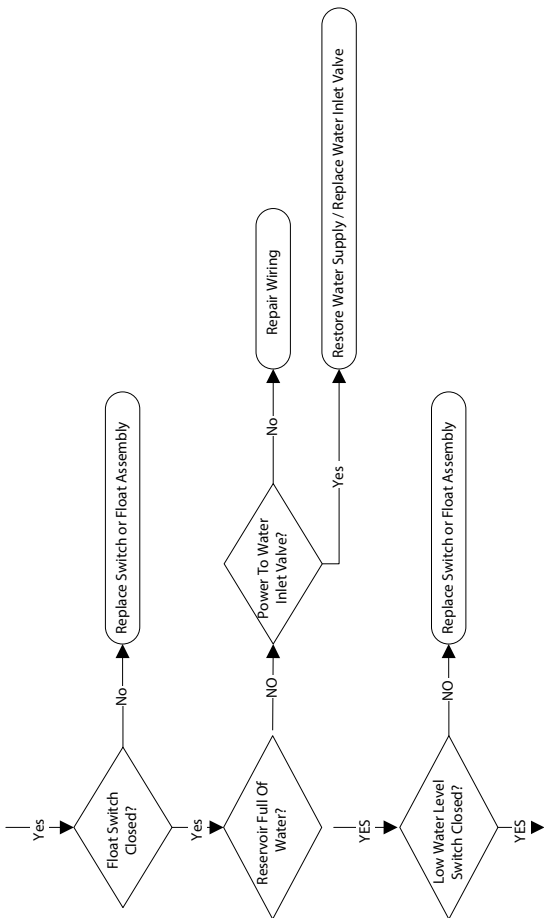 Yes
Float Switch
Closed?
No
Replace Switch or Float Assembly
Yes
Reservoir Full Of
Water?
NO
Power To Water
Inlet Valve?
No
Repair Wiring
Yes
Restore Water Supply / Replace Water Inlet Valve
YES
Low Water Level
Switch Closed?
NO
Replace Switch or Float Assembly
YES